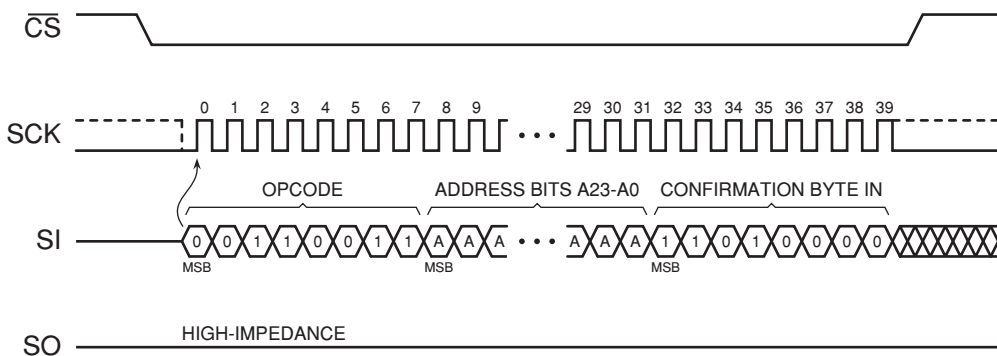 CS
0 1 2 3 4 5 6 7 8 9 29 30 31 32 33 34 35 36 37 38 39
SCK
OPCODE ADDRESS BITS A23-A0 CONFIRMATION BYTE IN
SI 0 0 1 1 0 0 1 1 A A A A A A 1 1 0 1 0 0 0 0
MSB MSB MSB
HIGH-IMPEDANCE
SO